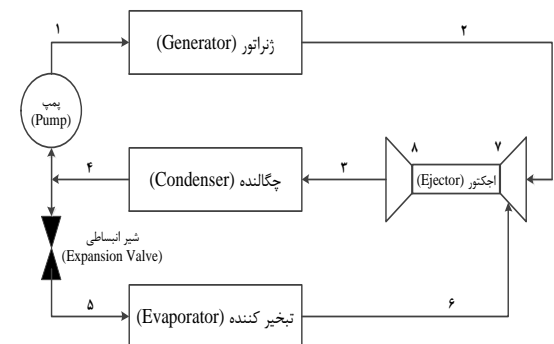 ۱
۲
ژنراتور (Generator)
پمپ
(Pump)
۸
۷
۴
۳
چگالنده (Condenser)
اجکتور (Ejector)
شیر انبساطی
(Expansion Valve)
۵
۶
تبخیر کننده (Evaporator)